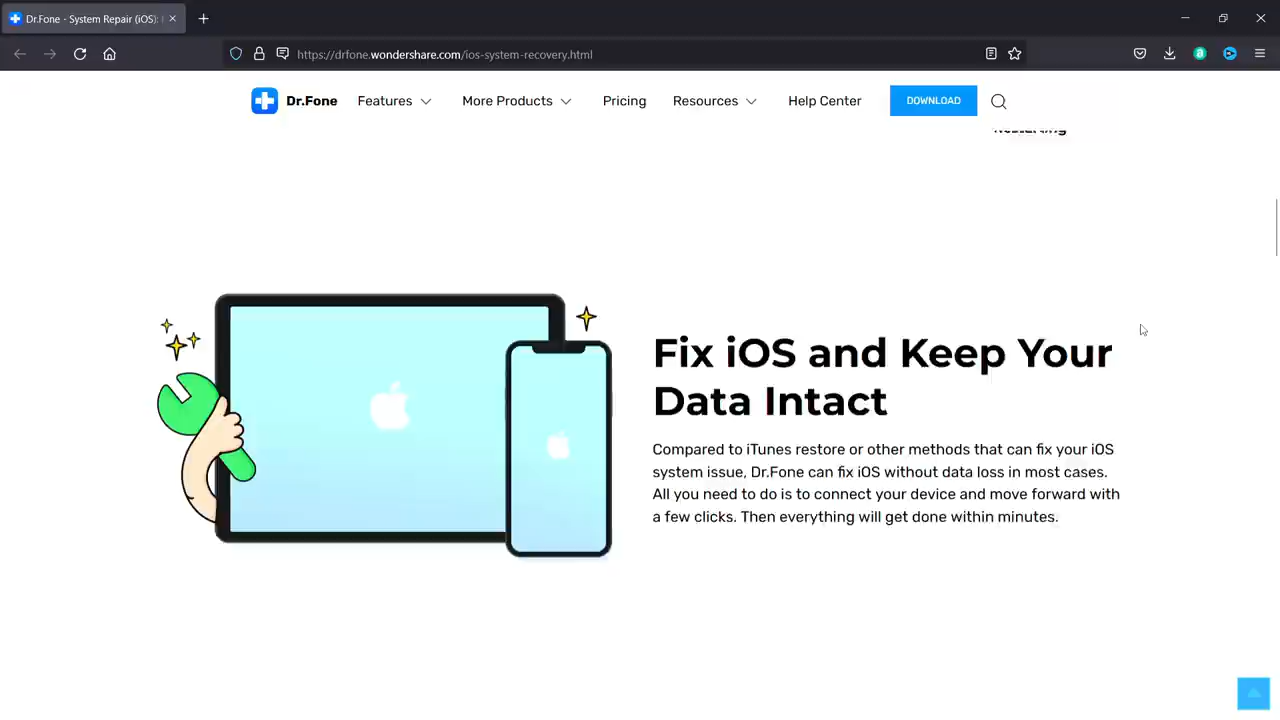 Dr.Fone - System Repair (iOS):
https://drfone.wondershare.com/ios-system-recovery.html
Dr.Fone Features More Products Pricing Resources Help Center DOWNLOAD
Fix iOS and Keep Your
Data Intact
Compared to iTunes restore or other methods that can fix your iOS
system issue, Dr.Fone can fix iOS without data loss in most cases.
All you need to do is to connect your device and move forward with
a few clicks. Then everything will get done within minutes.